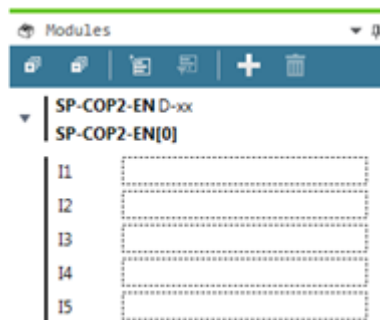 Modules
SP-COP2-EN D-xx
SP-COP2-EN[0]
I1
I2
I3
I4
I5